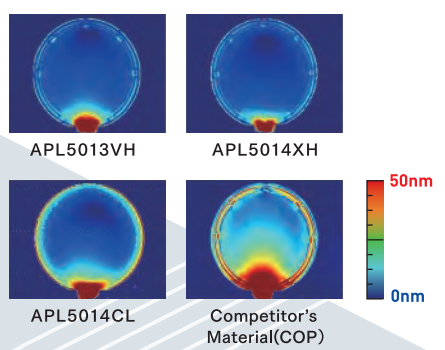 APL5013VH
APL5014XH
APL5014CL
Competitor's
Material(COP)
50nm
0nm